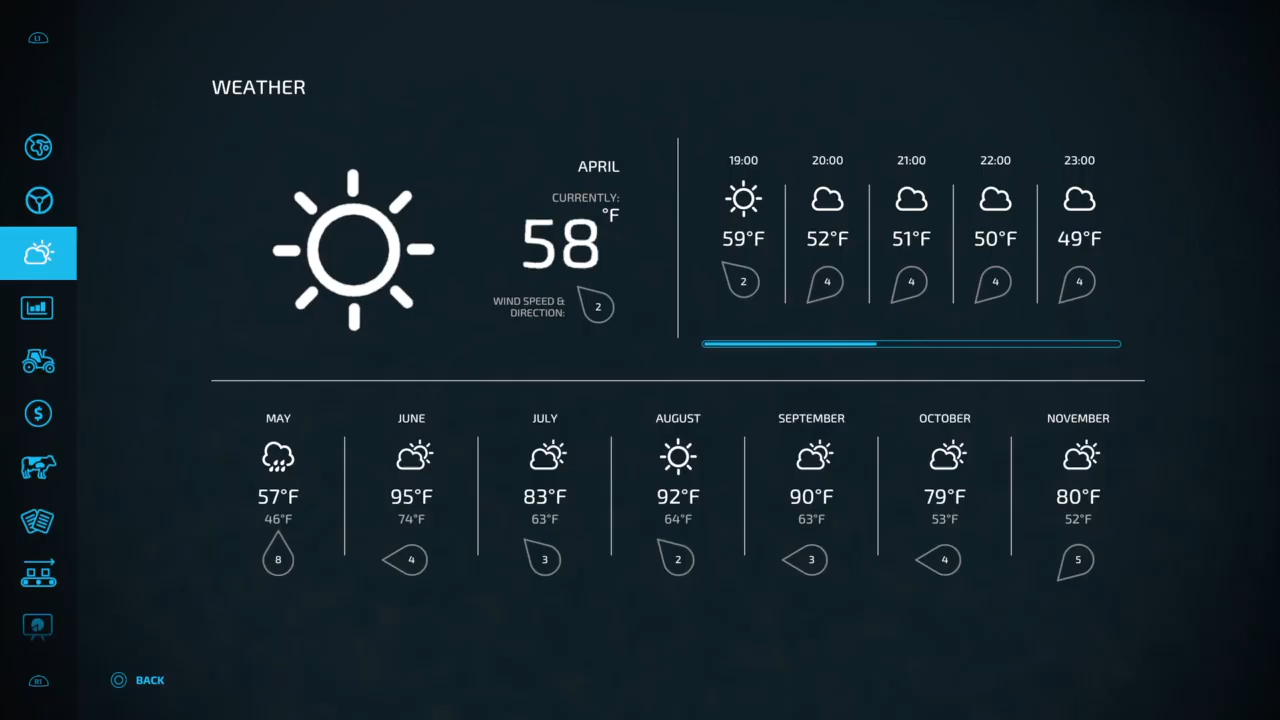 L1
WEATHER
APRIL
CURRENTLY:
58 °F
WIND SPEED &
DIRECTION:
2
19:00 20:00 21:00 22:00 23:00
59°F 52°F 51°F 50°F 49°F
2 4 4 4 4
MAY JUNE JULY AUGUST SEPTEMBER OCTOBER NOVEMBER
57°F 95°F 83°F 92°F 90°F 79°F 80°F
46°F 74°F 63°F 64°F 63°F 53°F 52°F
8 4 3 2 3 4 5
$
R1
BACK